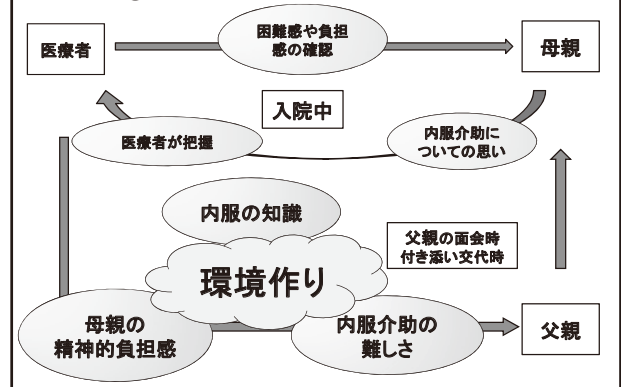 困難感や負担
感の確認
医療者
母親
入院中
医療者が把握
内服介助に
ついての思い
内服の知識
父親の面会時
付き添い交代時
環境作り
母親の
精神的負担感
内服介助の
難しさ
父親